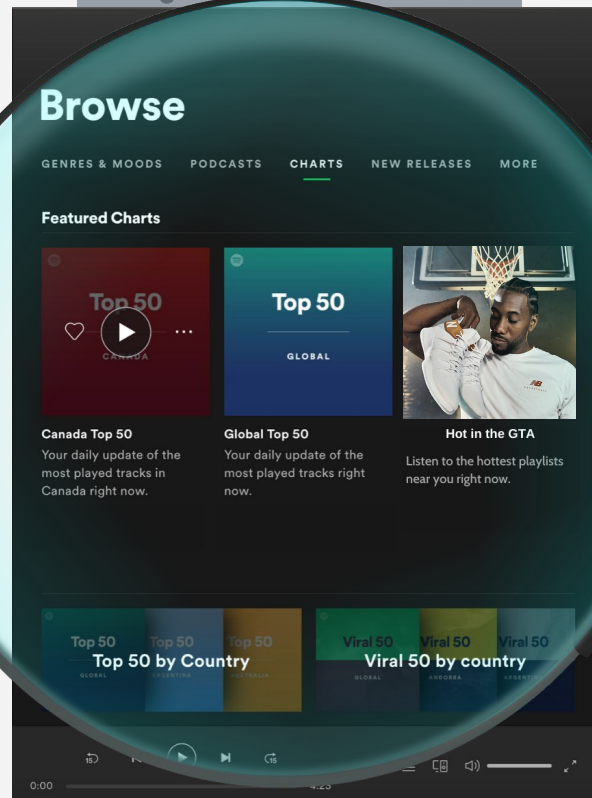 Browse
GENRES & MOODS PODCASTS CHARTS NEW RELEASES MORE
Featured Charts
Top 50
CANADA
Top 50
GLOBAL
NB
Canada Top 50
Your daily update of the
most played tracks in
Canada right now.
Global Top 50
Your daily update of the
most played tracks right
now.
Hot in the GTA
Listen to the hottest playlists
near you right now.
Top 50 Top 50 Top 50
Top 50 by Country
GLOBAL ARGENTINA AUSTRALIA
Viral 50 Viral 50 Viral 50
Viral 50 by country
GLOBAL ANDORRA ARGENTINA
15 15
0:00 4:23